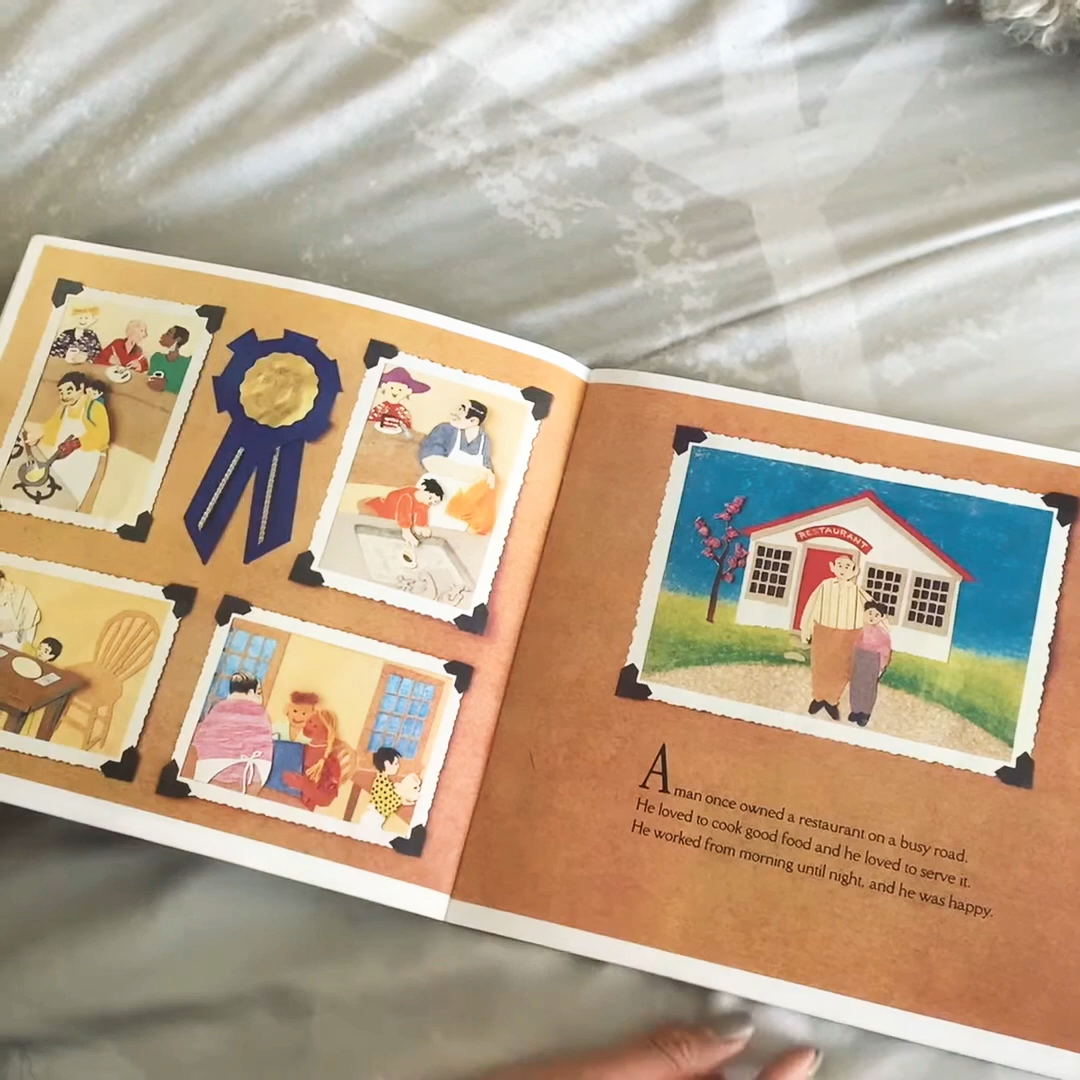 RESTAURANT
A man once owned a restaurant on a busy road.
He loved to cook good food and he loved to serve it.
He worked from morning until night, and he was happy.